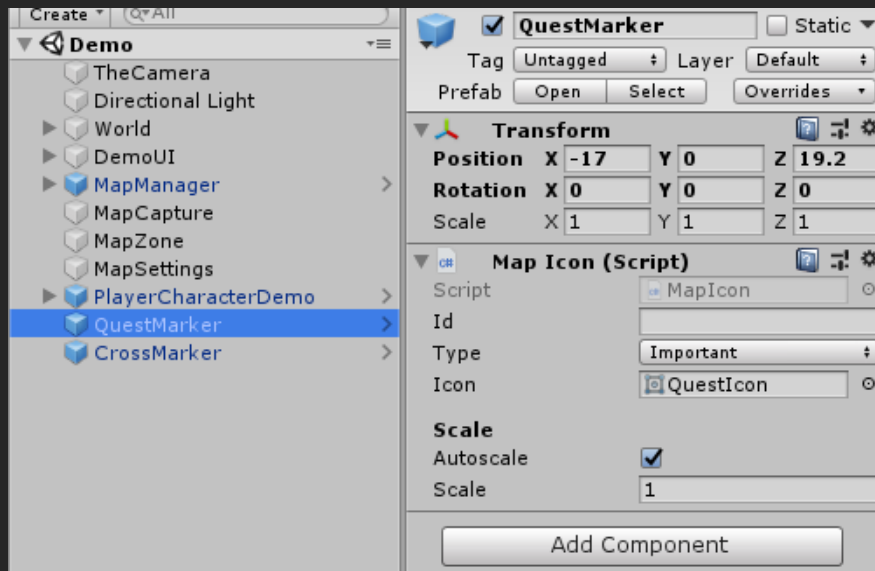 Create All
Demo
TheCamera
Directional Light
World
DemoUI
MapManager
MapCapture
MapZone
MapSettings
PlayerCharacterDemo
QuestMarker
CrossMarker
QuestMarker Static
Tag Untagged Layer Default
Prefab Open Select Overrides
Transform
Position X -17 Y 0 Z 19.2
Rotation X 0 Y 0 Z 0
Scale X 1 Y 1 Z 1
c# Map Icon (Script)
Script MapIcon
Id
Type Important
Icon QuestIcon
Scale
Autoscale
Scale 1
Add Component